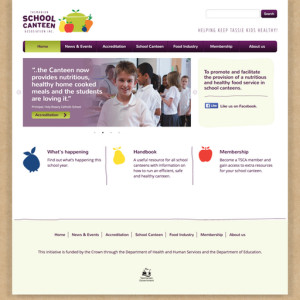 TASMANIAN
SCHOOL
CANTEEN
ASSOCIATION INC.
Search
HELPING KEEP TASSIE KIDS HEALTHY!
Home News & Events Accreditation School Canteen Food Industry Membership About us
"..the Canteen now
provides nutritious,
healthy home cooked
meals and the students
are loving it."
Accreditation
To promote and facilitate
the provision of a nutritious
and healthy food service in
school canteens.
Like us on Facebook.
What's happening
Find out what's happening this
school year.
Handbook
A useful resource for all school
canteens with information on
how to run an efficient, safe
and healthy canteen.
Membership
Become a TSCA member and
gain access to extra resources
for your school canteen.
Home News & Events Accreditation School Canteen Food Industry Membership Contact us
This initiative is funded by the Crown through the Department of Health and Human Services and the Department of Education.